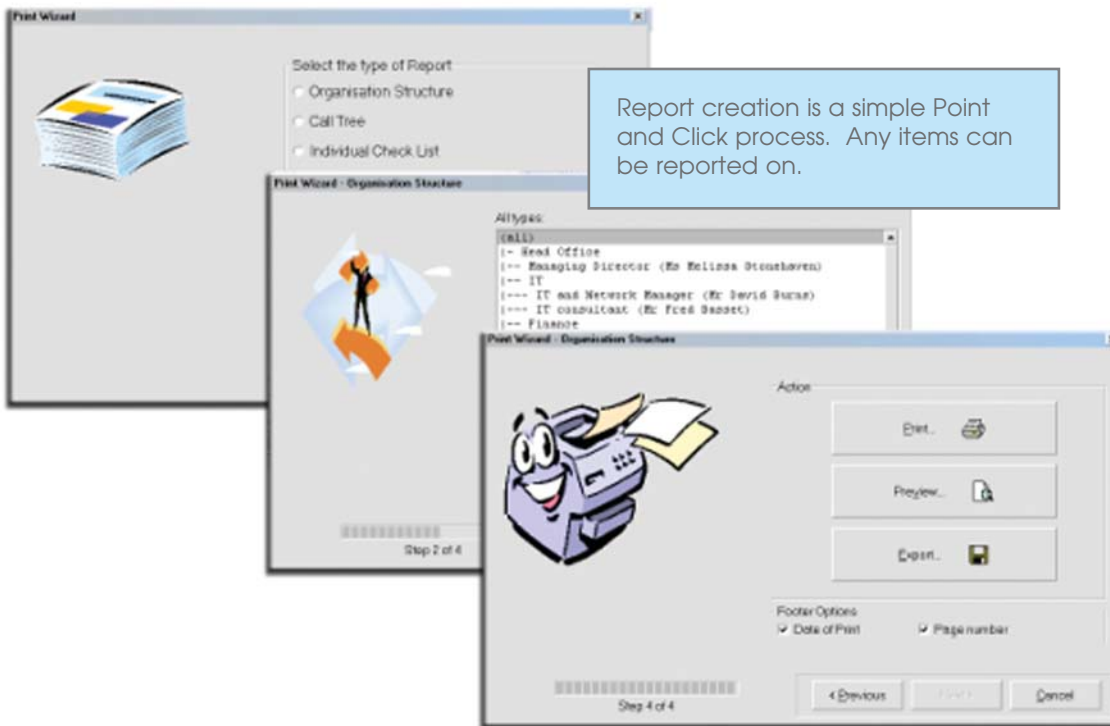 Print Wizard
Select the type of Report
Organisation Structure
Call Tree
Individual Check List
Report creation is a simple Point
and Click process. Any items can
be reported on.
Print Wizard - Organisation Structure
All types:
(all)
|- Head Office
|-- Managing Director (Ms Melissa Stonehaven)
|-- IT
|--- IT and Network Manager (Mr David Burns)
|--- IT consultant (Mr Fred Basset)
|-- Finance
Step 2 of 4
Print Wizard - Organisation Structure
Action
Print...
Preview...
Export...
Footer Options
Date of Print
Page number
Step 4 of 4
< Previous
Cancel